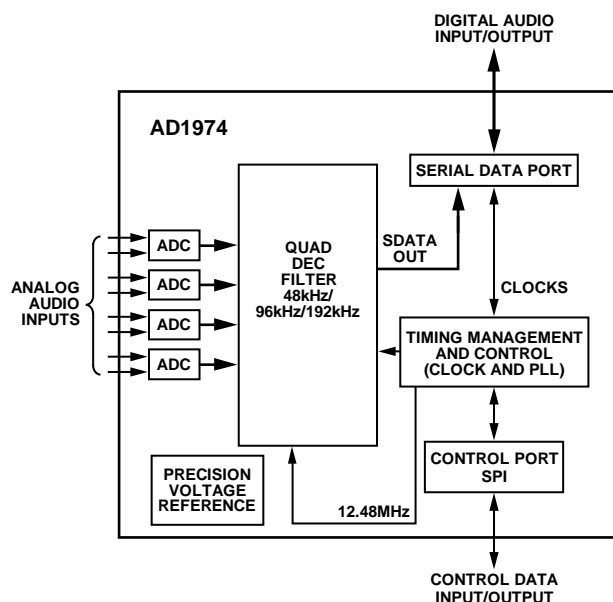 DIGITAL AUDIO
INPUT/OUTPUT
AD1974
SERIAL DATA PORT
ADC
ADC
ADC
ADC
QUAD
DEC
FILTER
48kHz/
96kHz/192kHz
SDATA
OUT
CLOCKS
ANALOG
AUDIO
INPUTS
TIMING MANAGEMENT
AND CONTROL
(CLOCK AND PLL)
CONTROL PORT
SPI
PRECISION
VOLTAGE
REFERENCE
12.48MHz
CONTROL DATA
INPUT/OUTPUT